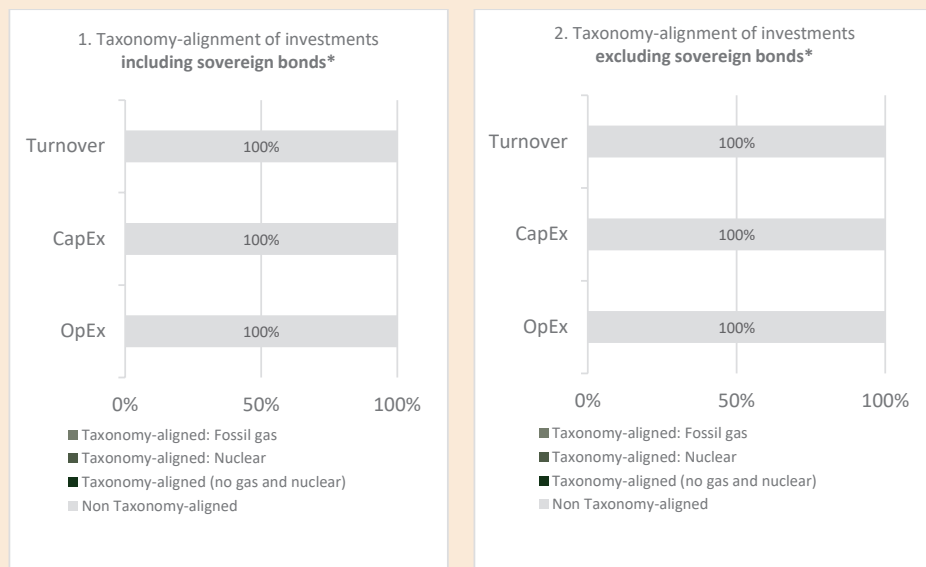 1. Taxonomy-alignment of investments
including sovereign bonds*
Turnover
100%
CapEx
100%
OpEx
100%
0%
50%
100%
Taxonomy-aligned: Fossil gas
Taxonomy-aligned: Nuclear
Taxonomy-aligned (no gas and nuclear)
Non Taxonomy-aligned
2. Taxonomy-alignment of investments
excluding sovereign bonds*
Turnover
100%
CapEx
100%
OpEx
100%
0%
50%
100%
Taxonomy-aligned: Fossil gas
Taxonomy-aligned: Nuclear
Taxonomy-aligned (no gas and nuclear)
Non Taxonomy-aligned